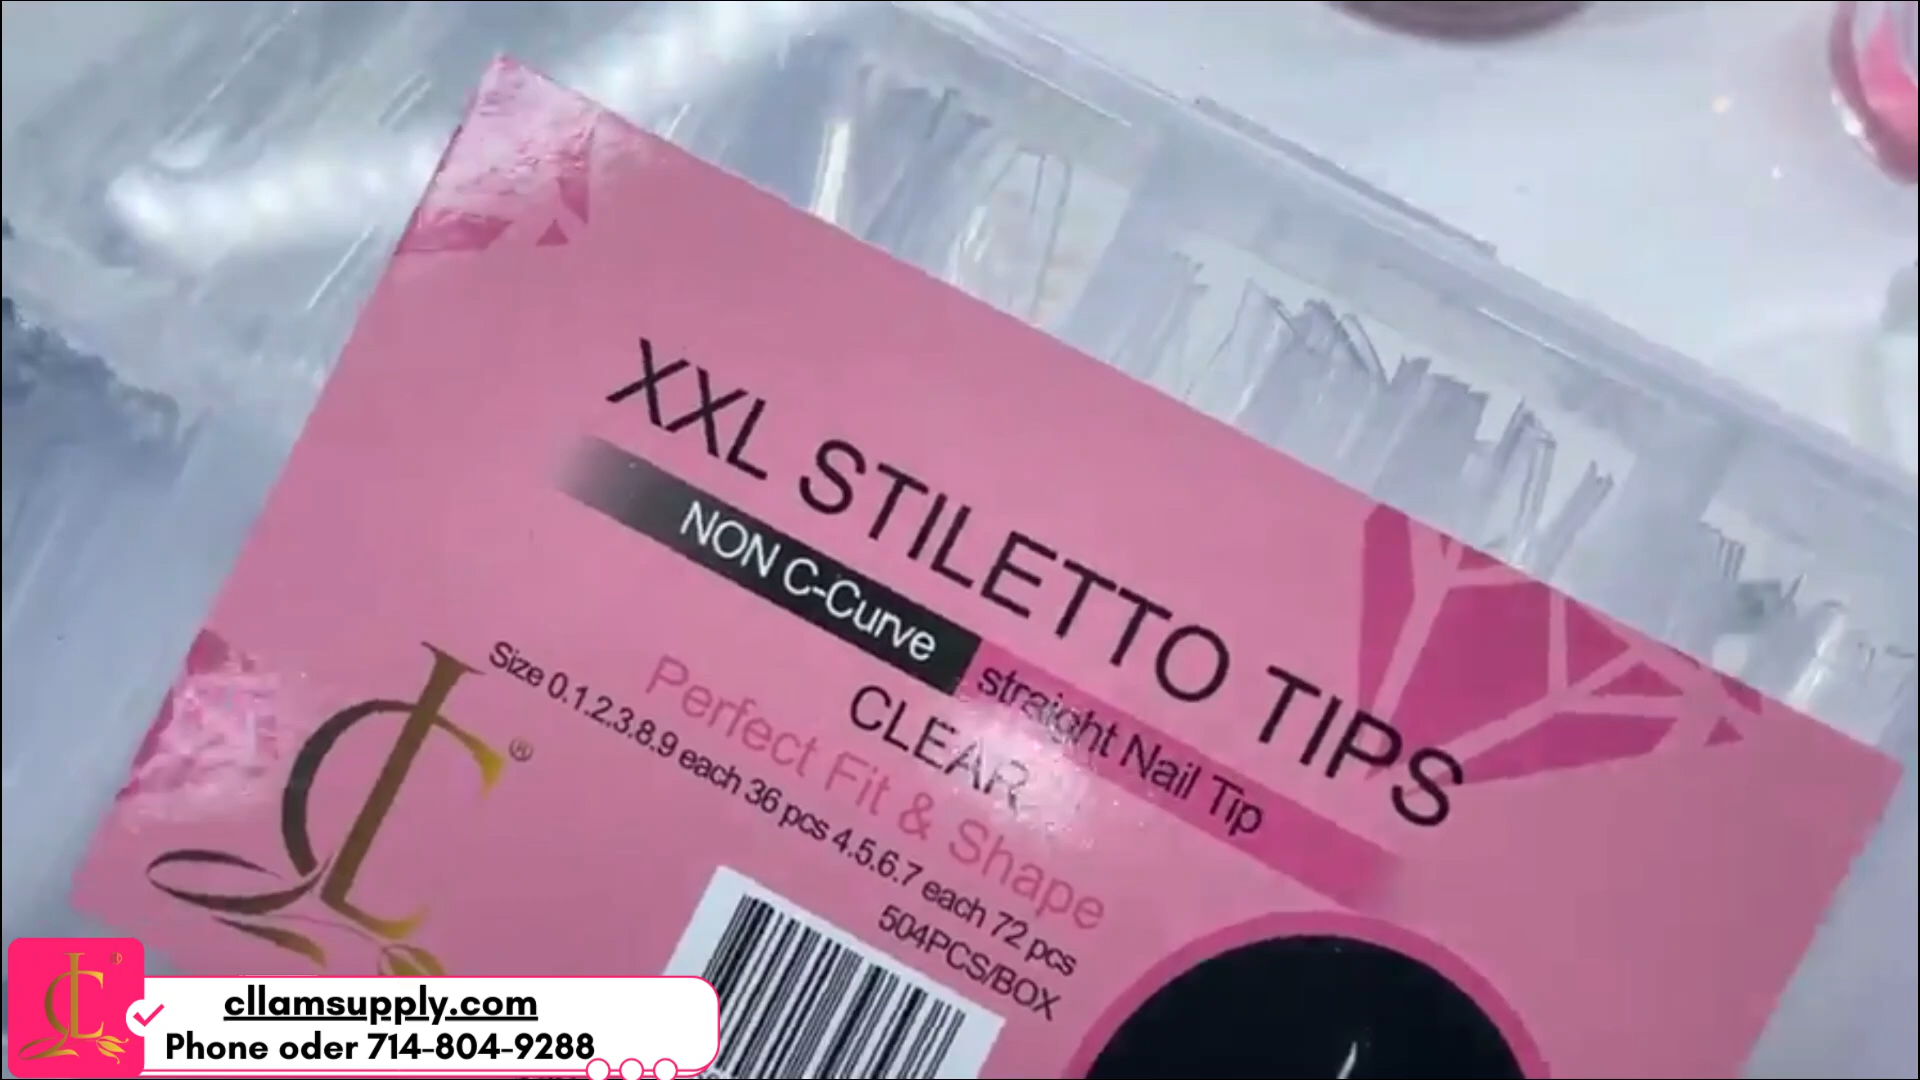 XXL STILETTO TIPS
NON C-Curve straight Nail Tip
CLEAR
Perfect Fit & Shape
Size 0.1.2.3.8.9 each 36 pcs 4.5.6.7 each 72 pcs
504PCS/BOX
®
cllamsupply.com
Phone oder 714-804-9288